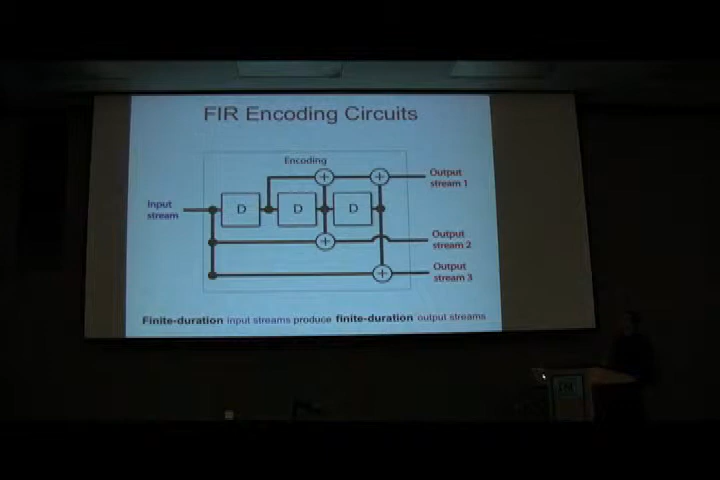 FIR Encoding Circuits
Encoding
Input
stream
D
D
D
+
+
+
+
Output
stream 1
Output
stream 2
Output
stream 3
Finite-duration input streams produce finite-duration output streams